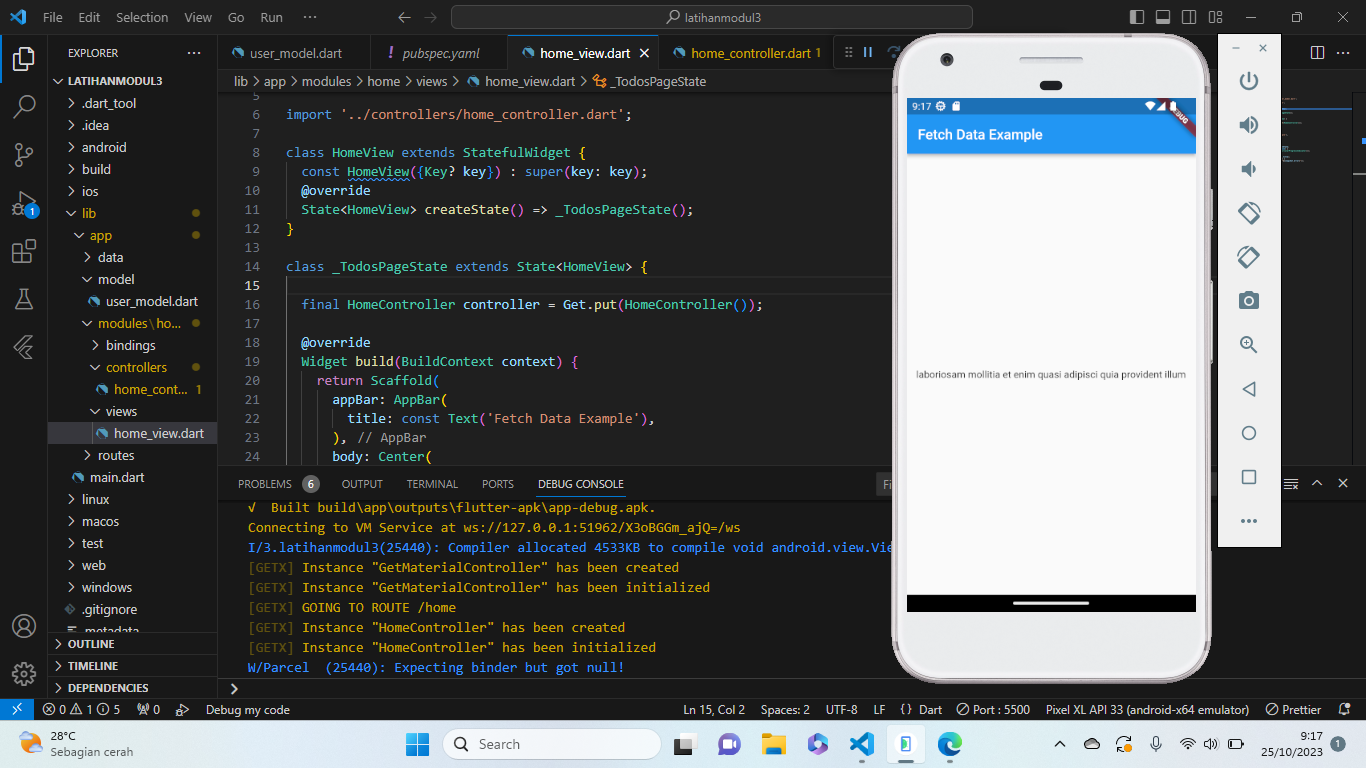 File Edit Selection View Go Run ···
latihanmodul3
EXPLORER ···
LATIHANMODUL3
.dart_tool
.idea
android
build
ios
lib
app
data
model
user_model.dart
modules\ho...
bindings
controllers
home_cont... 1
views
home_view.dart
routes
main.dart
linux
macos
test
web
windows
.gitignore
.metadata
OUTLINE
TIMELINE
DEPENDENCIES
1
user_model.dart
! pubspec.yaml
home_view.dart
home_controller.dart 1
lib > app > modules > home > views > home_view.dart > _TodosPageState
5
6 import '../controllers/home_controller.dart';
7
8 class HomeView extends StatefulWidget {
9 const HomeView({Key? key}) : super(key: key);
10 @override
11 State<HomeView> createState() => _TodosPageState();
12 }
13
14 class _TodosPageState extends State<HomeView> {
15
16 final HomeController controller = Get.put(HomeController());
17
18 @override
19 Widget build(BuildContext context) {
20 return Scaffold(
21 appBar: AppBar(
22 title: const Text('Fetch Data Example'),
23 ), // AppBar
24 body: Center(
PROBLEMS 6 OUTPUT TERMINAL PORTS DEBUG CONSOLE
Fi
√ Built build\app\outputs\flutter-apk\app-debug.apk.
Connecting to VM Service at ws://127.0.0.1:51962/X3oBGGm_ajQ=/ws
I/3.latihanmodul3(25440): Compiler allocated 4533KB to compile void android.view.Vie
[GETX] Instance "GetMaterialController" has been created
[GETX] Instance "GetMaterialController" has been initialized
[GETX] GOING TO ROUTE /home
[GETX] Instance "HomeController" has been created
[GETX] Instance "HomeController" has been initialized
W/Parcel (25440): Expecting binder but got null!
>
9:17
Fetch Data Example
laboriosam mollitia et enim quasi adipisci quia provident illum
0 1 5 0 Debug my code
Ln 15, Col 2 Spaces: 2 UTF-8 LF {} Dart Port : 5500 Pixel XL API 33 (android-x64 emulator) Prettier
28°C
Sebagian cerah
Search
9:17
25/10/2023
1